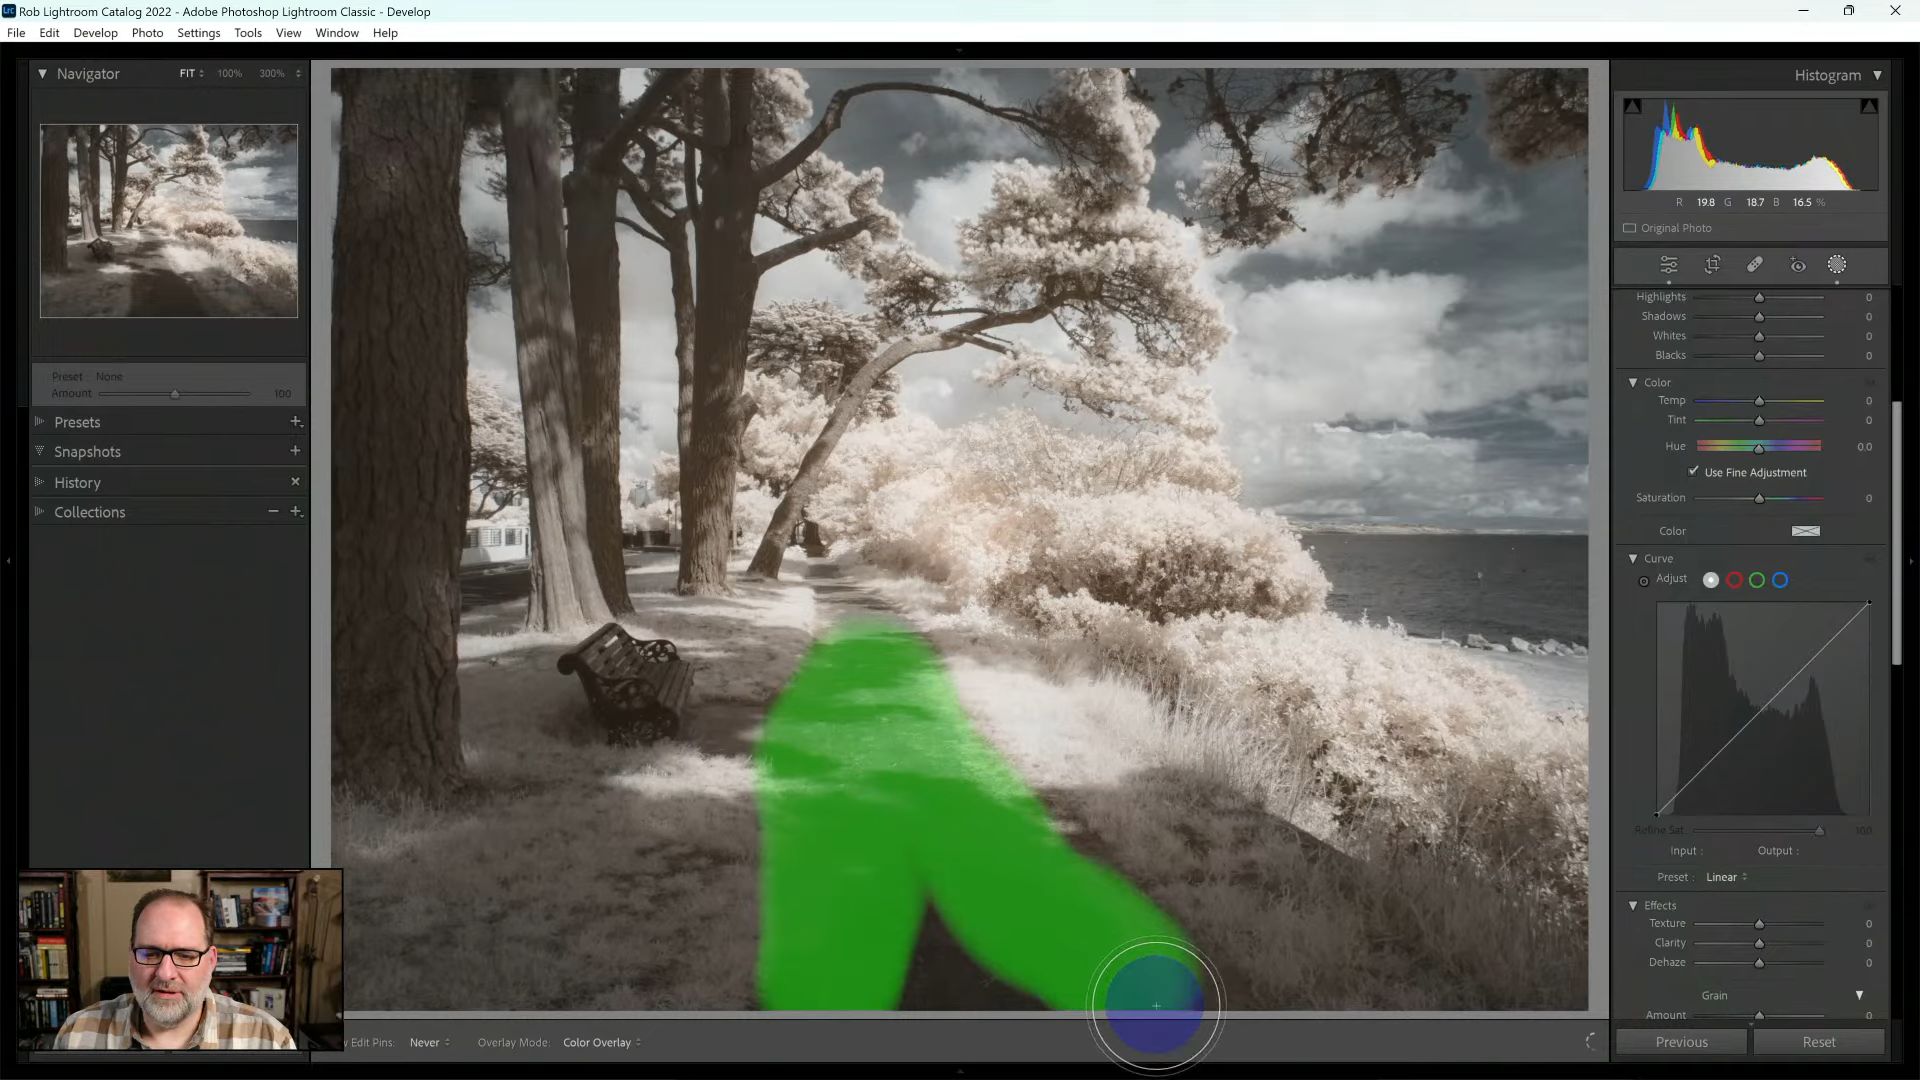 Lrc Rob Lightroom Catalog 2022 - Adobe Photoshop Lightroom Classic - Develop
File Edit Develop Photo Settings Tools View Window Help
Navigator FIT 100% 300%
Histogram
R 19.8 G 18.7 B 16.5 %
Original Photo
Highlights 0
Shadows 0
Whites 0
Blacks 0
Preset None
Amount 100
Presets
Snapshots
History
Collections
Color
Temp 0
Tint 0
Hue 0.0
Use Fine Adjustment
Saturation 0
Color
Curve
Adjust
Refine Sat 100
Input : Output :
Preset : Linear
Effects
Texture 0
Clarity 0
Dehaze 0
Grain
Amount 0
Edit Pins: Never Overlay Mode: Color Overlay
Previous Reset